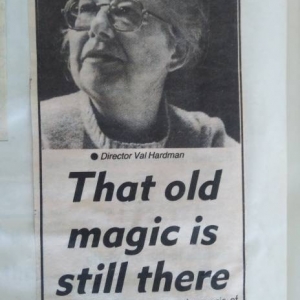 ● Director Val Hardman
That old
magic is
still there